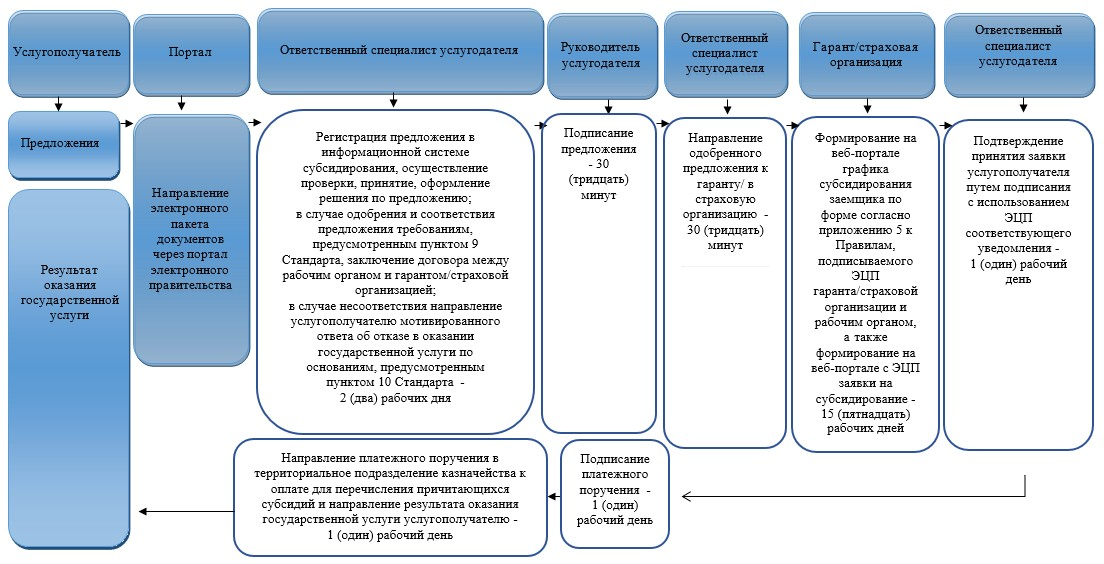 Услугополучатель
Портал
Ответственный специалист услугодателя
Руководитель
услугодателя
Ответственный
специалист
услугодателя
Гарант/страховая
организация
Ответственный
специалист
услугодателя
Предложения
Результат
оказания
государственной
услуги
Направление
электронного
пакета
документов
через портал
электронного
правительства
Регистрация предложения в
информационной системе
субсидирования, осуществление
проверки, принятие, оформление
решения по предложению;
в случае одобрения и соответствия
предложения требованиям,
предусмотренным пунктом 9
Стандарта, заключение договора между
рабочим органом и гарантом/страховой
организацией;
в случае несоответствия направление
услугополучателю мотивированного
ответа об отказе в оказании
государственной услуги по
основаниям, предусмотренным
пунктом 10 Стандарта -
2 (два) рабочих дня
Подписание
предложения
- 30
(тридцать)
минут
Направление
одобренного
предложения к
гаранту/ в
страховую
организацию -
30 (тридцать)
минут
Формирование на
веб-портале
графика
субсидирования
заемщика по
форме согласно
приложению 5 к
Правилам,
подписываемого
ЭЦП
гаранта/страховой
организации и
рабочим органом,
а также
формирование на
веб-портале с ЭЦП
заявки на
субсидирование -
15 (пятнадцать)
рабочих дней
Подтверждение
принятия заявки
услугополучателя
путем подписания
с использованием
ЭЦП
соответствующего
уведомления -
1 (один) рабочий
день
Направление платежного поручения в
территориальное подразделение казначейства к
оплате для перечисления причитающихся
субсидий и направление результата оказания
государственной услуги услугополучателю -
1 (один) рабочий день
Подписание
платежного
поручения -
1 (один)
рабочий день